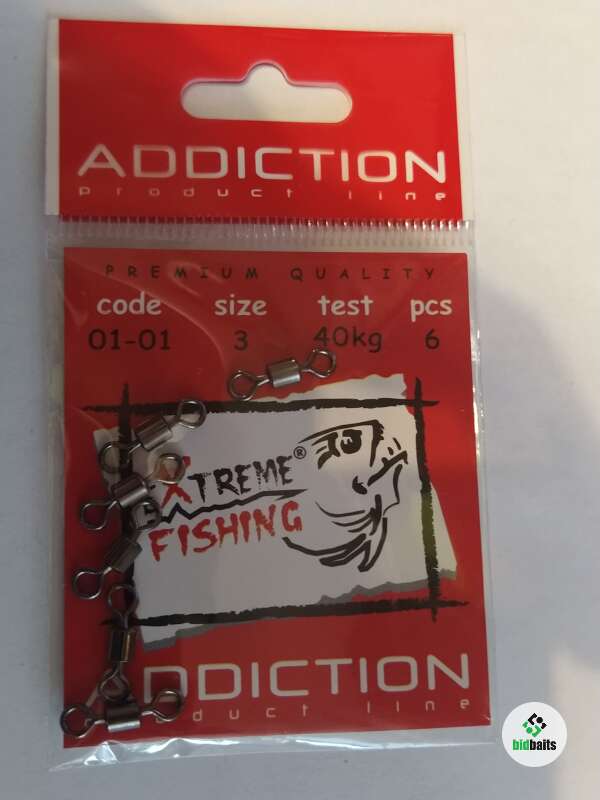 ADDICTION
product line
PREMIUM QUALITY
code size test pcs
01-01 3 40kg 6
XTREME®
FISHING
ADDICTION
product line
bidbaits